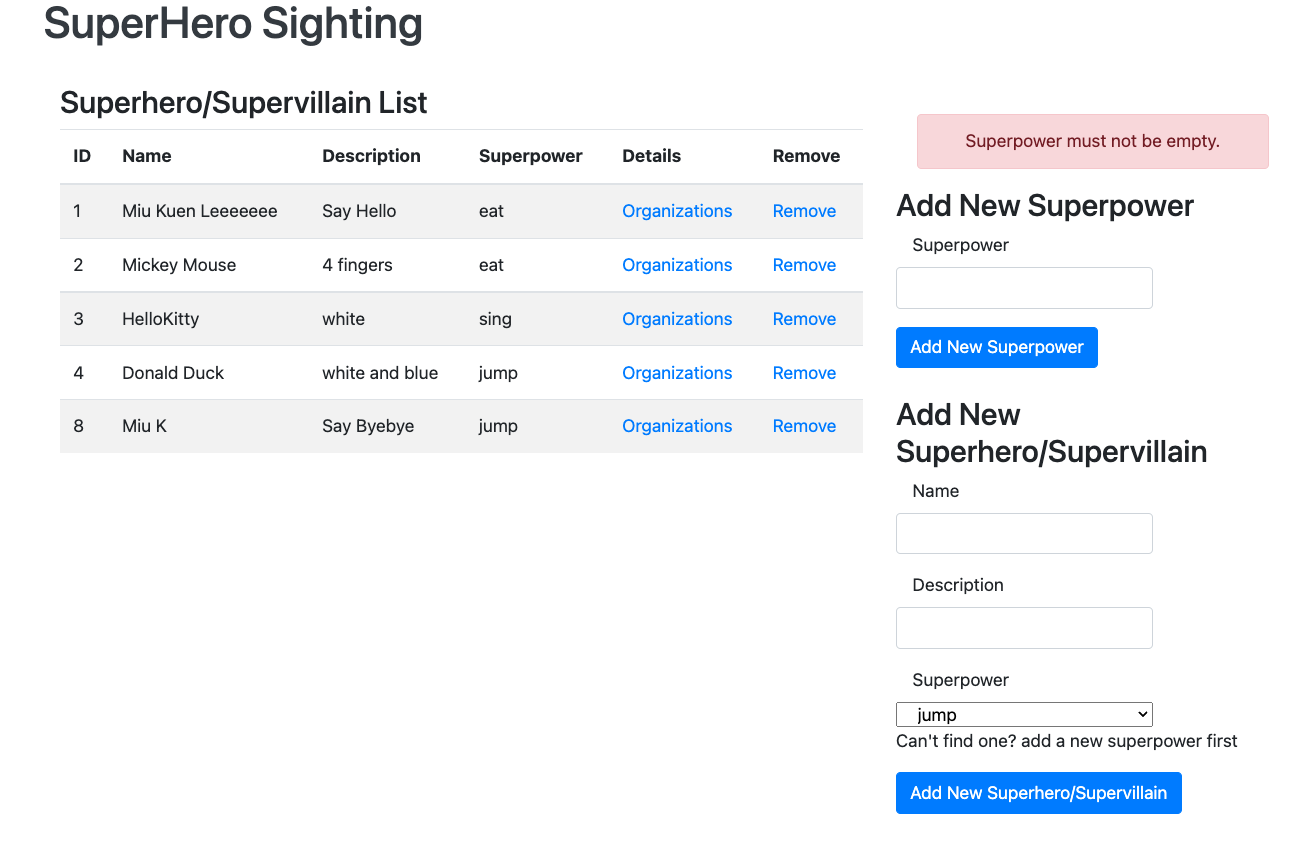 SuperHero Sighting
Superhero/Supervillain List
ID Name Description Superpower Details Remove
1 Miu Kuen Leeeeeee Say Hello eat Organizations Remove
2 Mickey Mouse 4 fingers eat Organizations Remove
3 HelloKitty white sing Organizations Remove
4 Donald Duck white and blue jump Organizations Remove
8 Miu K Say Byebye jump Organizations Remove
Superpower must not be empty.
Add New Superpower
Superpower
Add New Superpower
Add New
Superhero/Supervillain
Name
Description
Superpower
jump
Can't find one? add a new superpower first
Add New Superhero/Supervillain